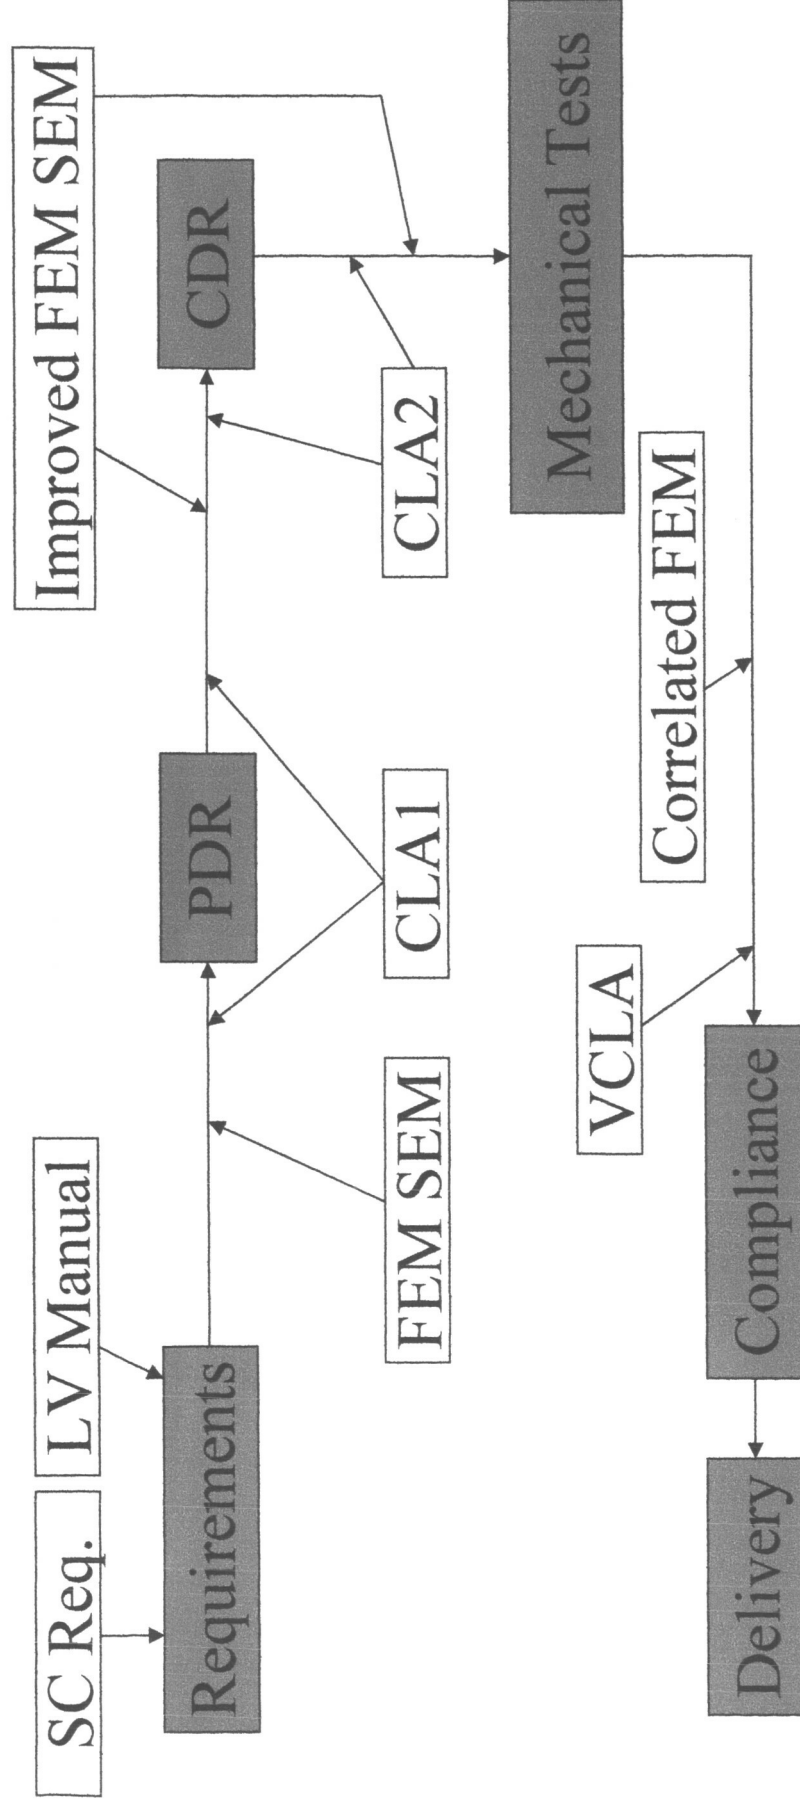 SC Req.
LV Manual
Improved FEM SEM
Requirements
PDR
CDR
FEM SEM
CLA1
CLA2
Mechanical Tests
VCLA
Correlated FEM
Delivery
Compliance